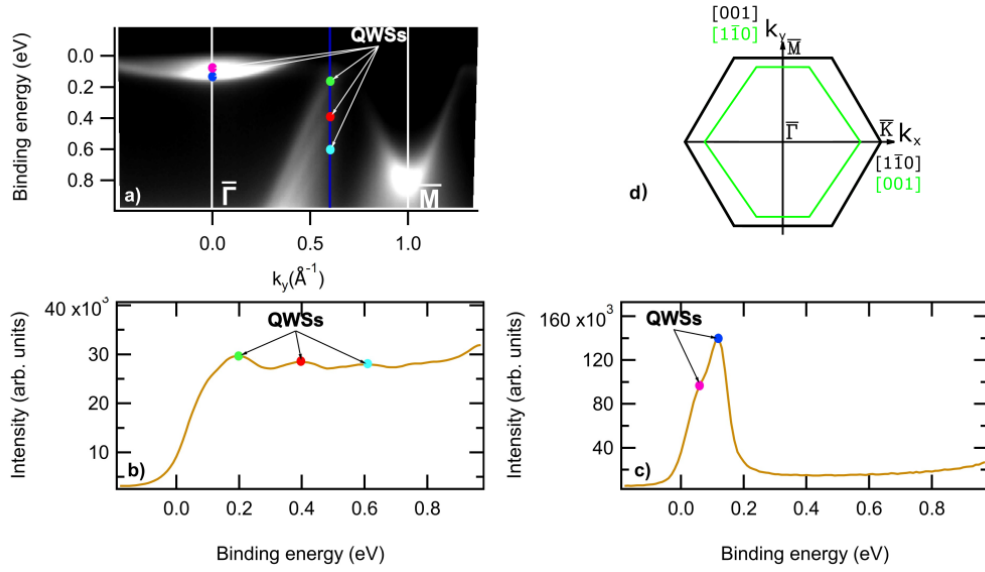 QWSs
0.0
0.2
0.4
0.6
0.8
Binding energy (eV)
a)
Γ̅
M̅
0.0 0.5 1.0
k_y(Å⁻¹)
[001]
[11̅0]
k_y
M̅
Γ̅
K̅
k_x
[11̅0]
[001]
d)
40 x10³
30
20
10
Intensity (arb. units)
QWSs
b)
0.0 0.2 0.4 0.6 0.8
Binding energy (eV)
160 x10³
120
80
40
Intensity (arb. units)
QWSs
c)
0.0 0.2 0.4 0.6 0.8
Binding energy (eV)